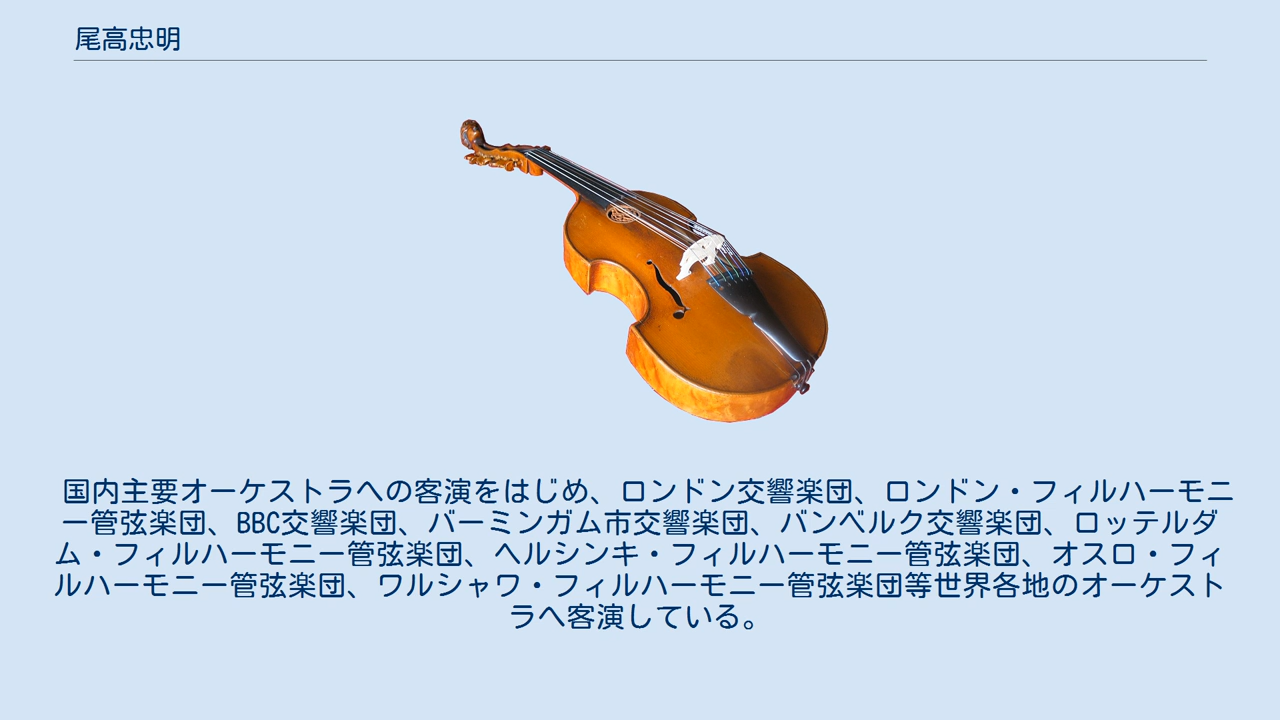 尾高忠明
国内主要オーケストラへの客演をはじめ、ロンドン交響楽団、ロンドン・フィルハーモニ
ー管弦楽団、BBC交響楽団、バーミンガム市交響楽団、バンベルク交響楽団、ロッテルダ
ム・フィルハーモニー管弦楽団、ヘルシンキ・フィルハーモニー管弦楽団、オスロ・フィ
ルハーモニー管弦楽団、ワルシャワ・フィルハーモニー管弦楽団等世界各地のオーケスト
ラへ客演している。